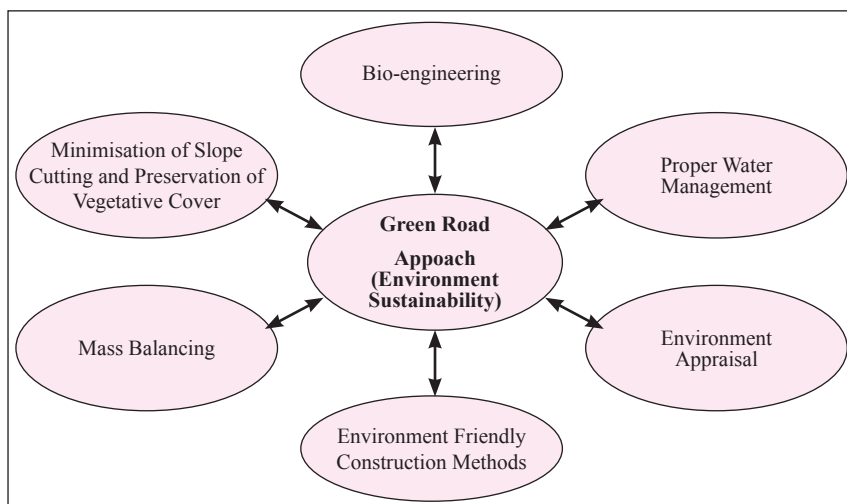 Bio-engineering
Minimisation of Slope
Cutting and Preservation of
Vegetative Cover
Proper Water
Management
Green Road
Appoach
(Environment
Sustainability)
Mass Balancing
Environment
Appraisal
Environment Friendly
Construction Methods